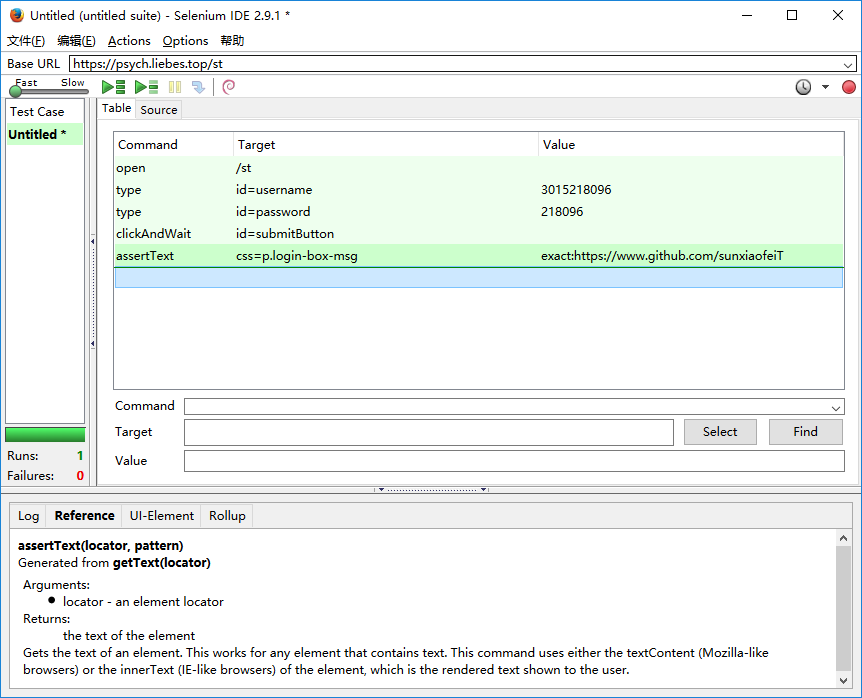 Untitled (untitled suite) - Selenium IDE 2.9.1 *
文件(F) 编辑(E) Actions Options 帮助
Base URL https://psych.liebes.top/st
Fast Slow
Test Case
Untitled *
Runs: 1
Failures: 0
Table Source
Command Target Value
open /st
type id=username 3015218096
type id=password 218096
clickAndWait id=submitButton
assertText css=p.login-box-msg exact:https://www.github.com/sunxiaofeiT
Command
Target Select Find
Value
Log Reference UI-Element Rollup
assertText(locator, pattern)
Generated from getText(locator)
Arguments:
locator - an element locator
Returns:
the text of the element
Gets the text of an element. This works for any element that contains text. This command uses either the textContent (Mozilla-like
browsers) or the innerText (IE-like browsers) of the element, which is the rendered text shown to the user.